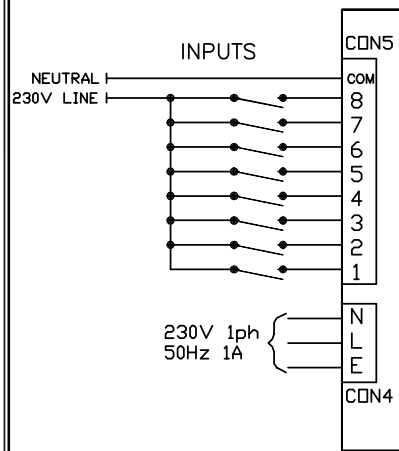 CON5
INPUTS
NEUTRAL
COM
230V LINE
8
7
6
5
4
3
2
1
N
230V 1ph
L
50Hz 1A
E
CON4